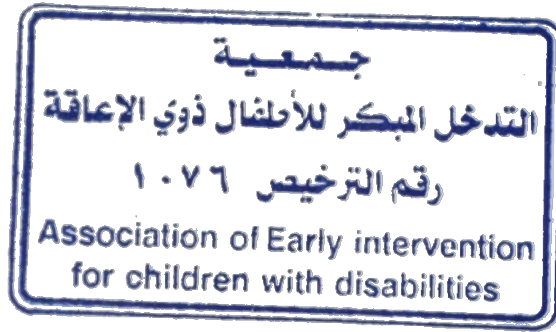 جمعية
التدخل المبكر للأطفال ذوي الإعاقة
رقم الترخيص ١٠٧٦
Association of Early intervention
for children with disabilities